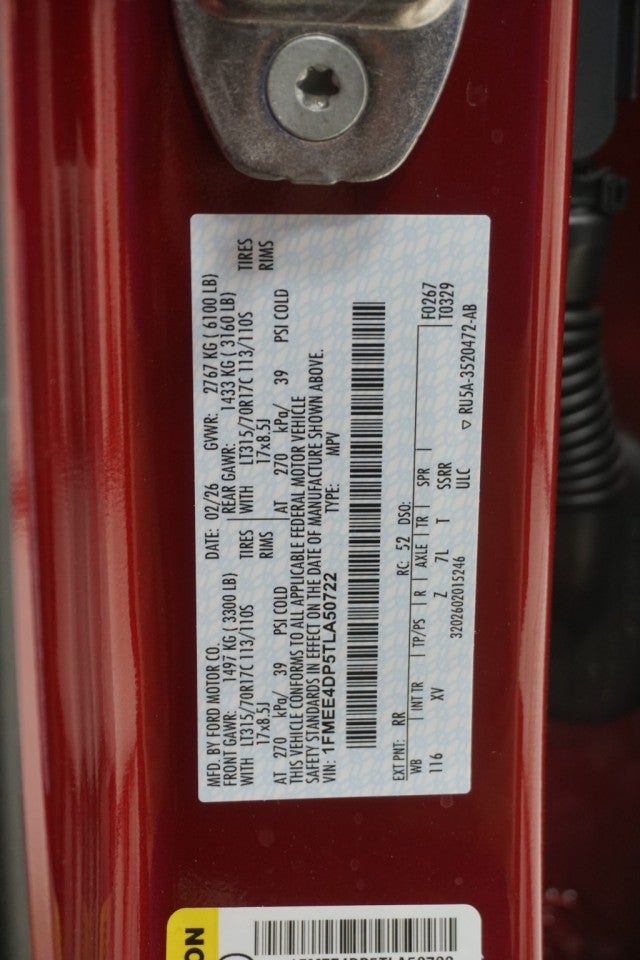 MFD. BY FORD MOTOR CO. DATE: 02/26 GVWR: 2767 KG ( 6100 LB)
FRONT GAWR: 1497 KG ( 3300 LB) REAR GAWR: 1433 KG ( 3160 LB)
WITH LT315/70R17C 113/110S TIRES WITH LT315/70R17C 113/110S TIRES
17x8.5J RIMS 17x8.5J RIMS
AT 270 kPa/ 39 PSI COLD AT 270 kPa/ 39 PSI COLD
THIS VEHICLE CONFORMS TO ALL APPLICABLE FEDERAL MOTOR VEHICLE
SAFETY STANDARDS IN EFFECT ON THE DATE OF MANUFACTURE SHOWN ABOVE.
VIN: 1FMEE4DP5TLA50722 TYPE: MPV
EXT PNT: RR RC: 52 DSO: F0267
WB INT TR TP/PS R AXLE TR SPR T0329
116 XV Z 7L T SSRR
3202602015246 ULC ▽ RU5A-3520472-AB
ON